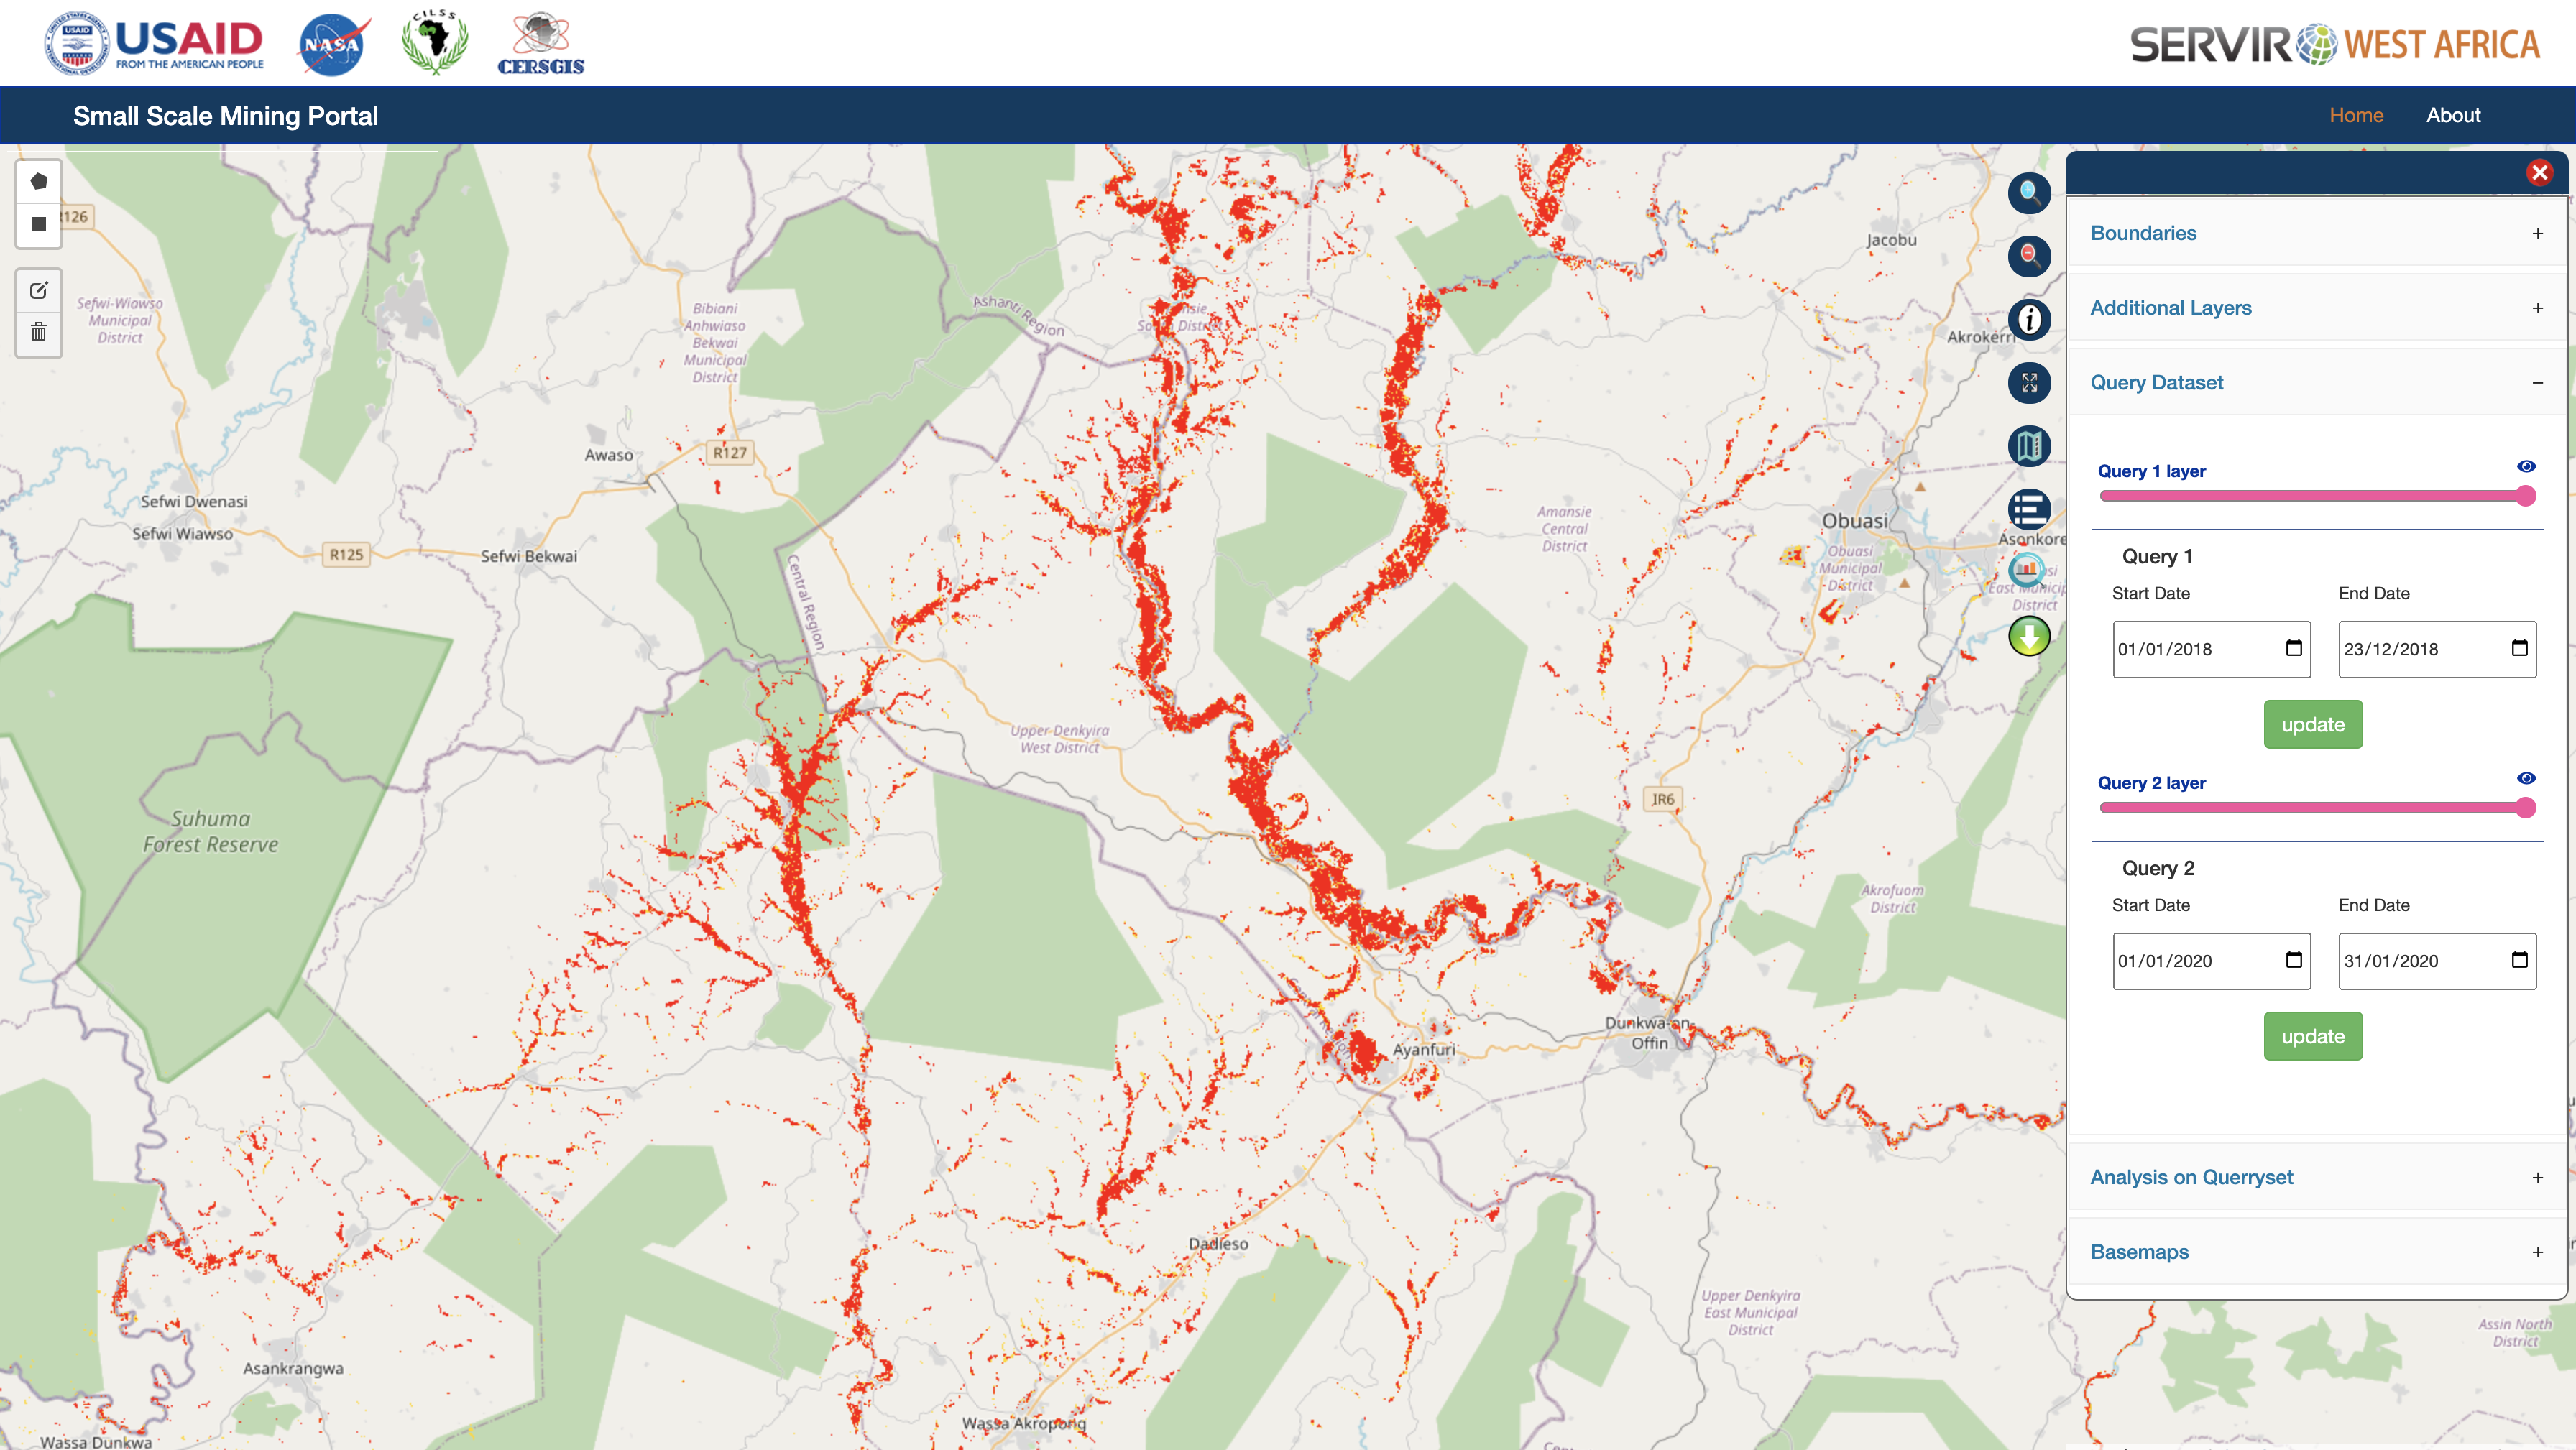 USAID
USAID
FROM THE AMERICAN PEOPLE
NASA
CILSS
CERSGIS
SERVIR WEST AFRICA
Small Scale Mining Portal
Home
About
R126
Sefwi-Wiawso
Municipal
District
Bibiani
Anhwiaso
Bekwai
Municipal
District
Ashanti Region
Jacobu
Akrokerri
Awaso
R127
Sefwi Dwenasi
Sefwi Wiawso
R125
Sefwi Bekwai
Central Region
Amansie
Central
District
Obuasi
Obuasi
Municipal
District
Asonkore
East Municip
District
Suhuma
Forest Reserve
Upper Denkyira
West District
IR6
Akrofuom
District
Dunkwa-on-
Offin
Ayanfuri
Dadieso
Upper Denkyira
East Municipal
District
Asankrangwa
Wassa Akropong
Wassa Dunkwa
Assin North
District
Boundaries
+
Additional Layers
+
Query Dataset
−
Query 1 layer
Query 1
Start Date
End Date
01/01/2018
23/12/2018
update
Query 2 layer
Query 2
Start Date
End Date
01/01/2020
31/01/2020
update
Analysis on Querryset
+
Basemaps
+